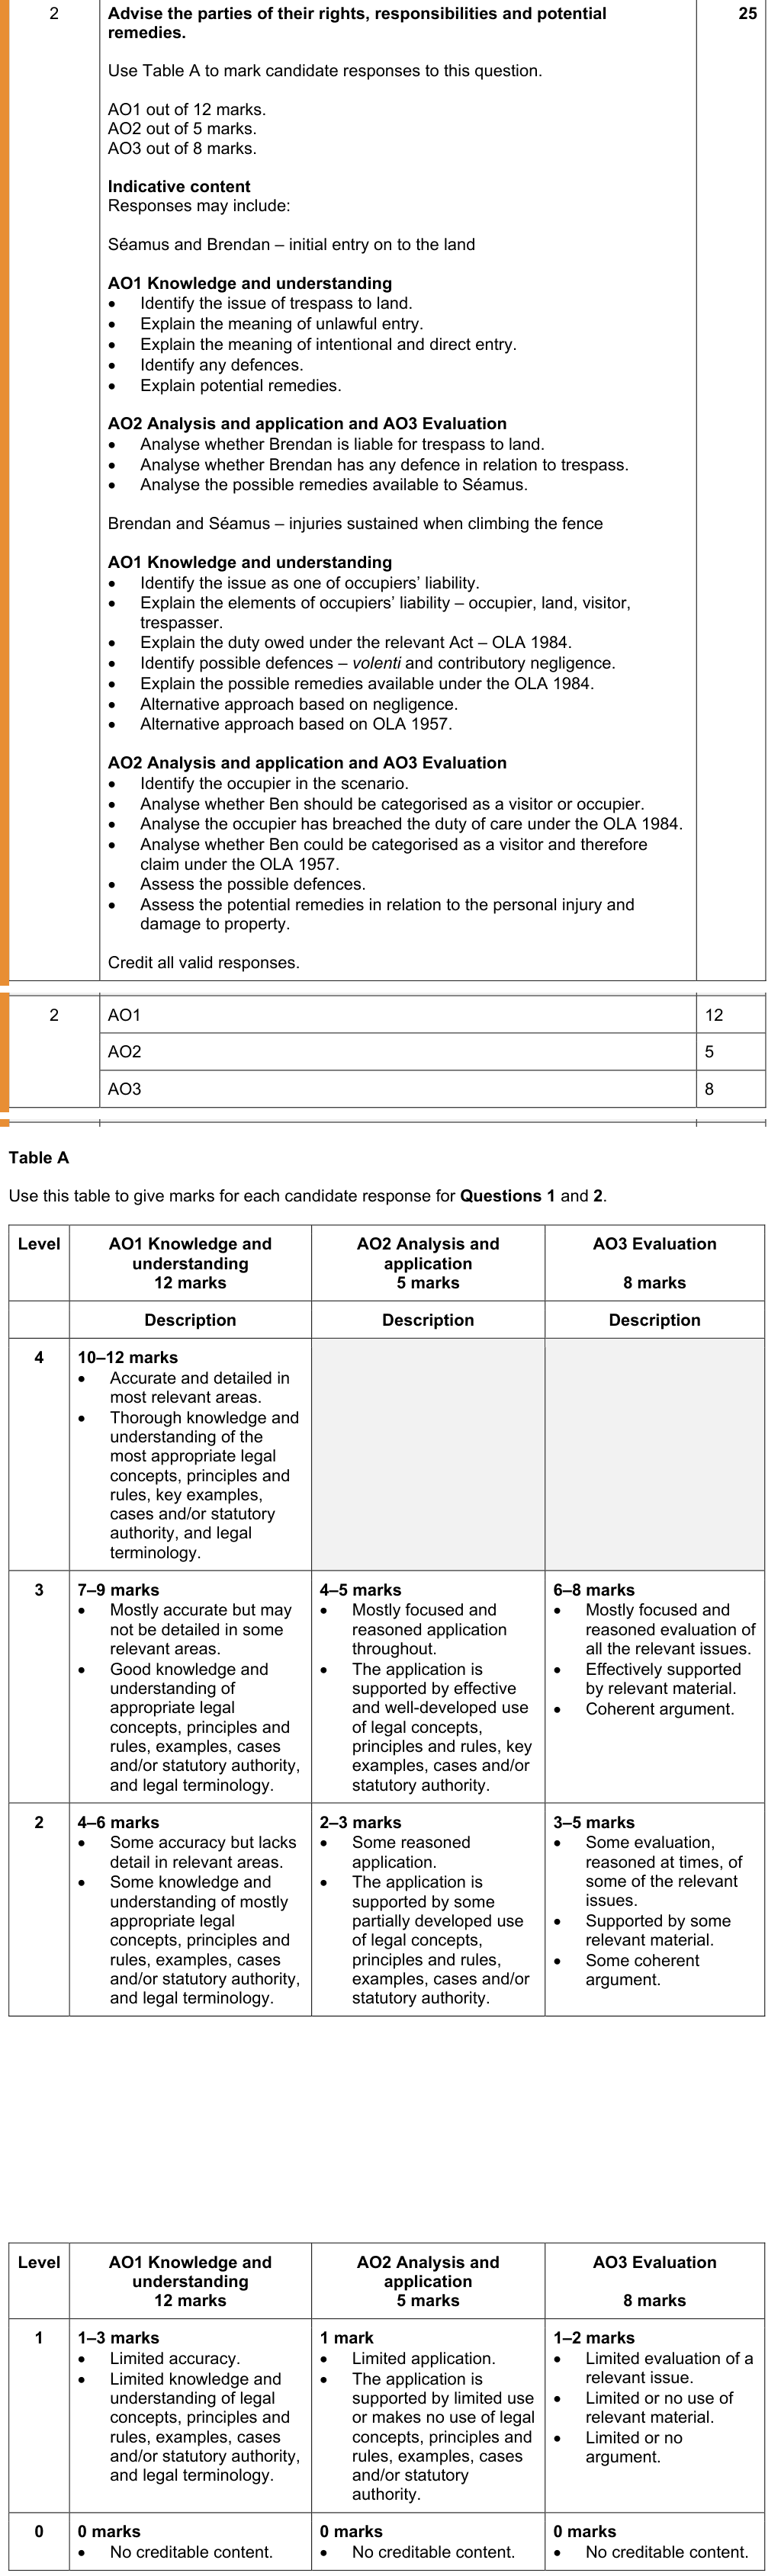 2
Advise the parties of their rights, responsibilities and potential
remedies.
25
Use Table A to mark candidate responses to this question.
AO1 out of 12 marks.
AO2 out of 5 marks.
AO3 out of 8 marks.
Indicative content
Responses may include:
Séamus and Brendan – initial entry on to the land
AO1 Knowledge and understanding
• Identify the issue of trespass to land.
• Explain the meaning of unlawful entry.
• Explain the meaning of intentional and direct entry.
• Identify any defences.
• Explain potential remedies.
AO2 Analysis and application and AO3 Evaluation
• Analyse whether Brendan is liable for trespass to land.
• Analyse whether Brendan has any defence in relation to trespass.
• Analyse the possible remedies available to Séamus.
Brendan and Séamus – injuries sustained when climbing the fence
AO1 Knowledge and understanding
• Identify the issue as one of occupiers’ liability.
• Explain the elements of occupiers’ liability – occupier, land, visitor,
trespasser.
• Explain the duty owed under the relevant Act – OLA 1984.
• Identify possible defences – volenti and contributory negligence.
• Explain the possible remedies available under the OLA 1984.
• Alternative approach based on negligence.
• Alternative approach based on OLA 1957.
AO2 Analysis and application and AO3 Evaluation
• Identify the occupier in the scenario.
• Analyse whether Ben should be categorised as a visitor or occupier.
• Analyse the occupier has breached the duty of care under the OLA 1984.
• Analyse whether Ben could be categorised as a visitor and therefore
claim under the OLA 1957.
• Assess the possible defences.
• Assess the potential remedies in relation to the personal injury and
damage to property.
Credit all valid responses.
2
AO1
12
AO2
5
AO3
8
Table A
Use this table to give marks for each candidate response for Questions 1 and 2.
Level
AO1 Knowledge and
understanding
12 marks
AO2 Analysis and
application
5 marks
AO3 Evaluation
8 marks
Description
Description
Description
4
10–12 marks
• Accurate and detailed in
most relevant areas.
• Thorough knowledge and
understanding of the
most appropriate legal
concepts, principles and
rules, key examples,
cases and/or statutory
authority, and legal
terminology.
3
7–9 marks
• Mostly accurate but may
not be detailed in some
relevant areas.
• Good knowledge and
understanding of
appropriate legal
concepts, principles and
rules, examples, cases
and/or statutory authority,
and legal terminology.
4–5 marks
• Mostly focused and
reasoned application
throughout.
• The application is
supported by effective
and well-developed use
of legal concepts,
principles and rules, key
examples, cases and/or
statutory authority.
6–8 marks
• Mostly focused and
reasoned evaluation of
all the relevant issues.
• Effectively supported
by relevant material.
• Coherent argument.
2
4–6 marks
• Some accuracy but lacks
detail in relevant areas.
• Some knowledge and
understanding of mostly
appropriate legal
concepts, principles and
rules, examples, cases
and/or statutory authority,
and legal terminology.
2–3 marks
• Some reasoned
application.
• The application is
supported by some
partially developed use
of legal concepts,
principles and rules,
examples, cases and/or
statutory authority.
3–5 marks
• Some evaluation,
reasoned at times, of
some of the relevant
issues.
• Supported by some
relevant material.
• Some coherent
argument.
Level
AO1 Knowledge and
understanding
12 marks
AO2 Analysis and
application
5 marks
AO3 Evaluation
8 marks
1
1–3 marks
• Limited accuracy.
• Limited knowledge and
understanding of legal
concepts, principles and
rules, examples, cases
and/or statutory authority,
and legal terminology.
1 mark
• Limited application.
• The application is
supported by limited use
or makes no use of legal
concepts, principles and
rules, examples, cases
and/or statutory
authority.
1–2 marks
• Limited evaluation of a
relevant issue.
• Limited or no use of
relevant material.
• Limited or no
argument.
0
0 marks
• No creditable content.
0 marks
• No creditable content.
0 marks
• No creditable content.